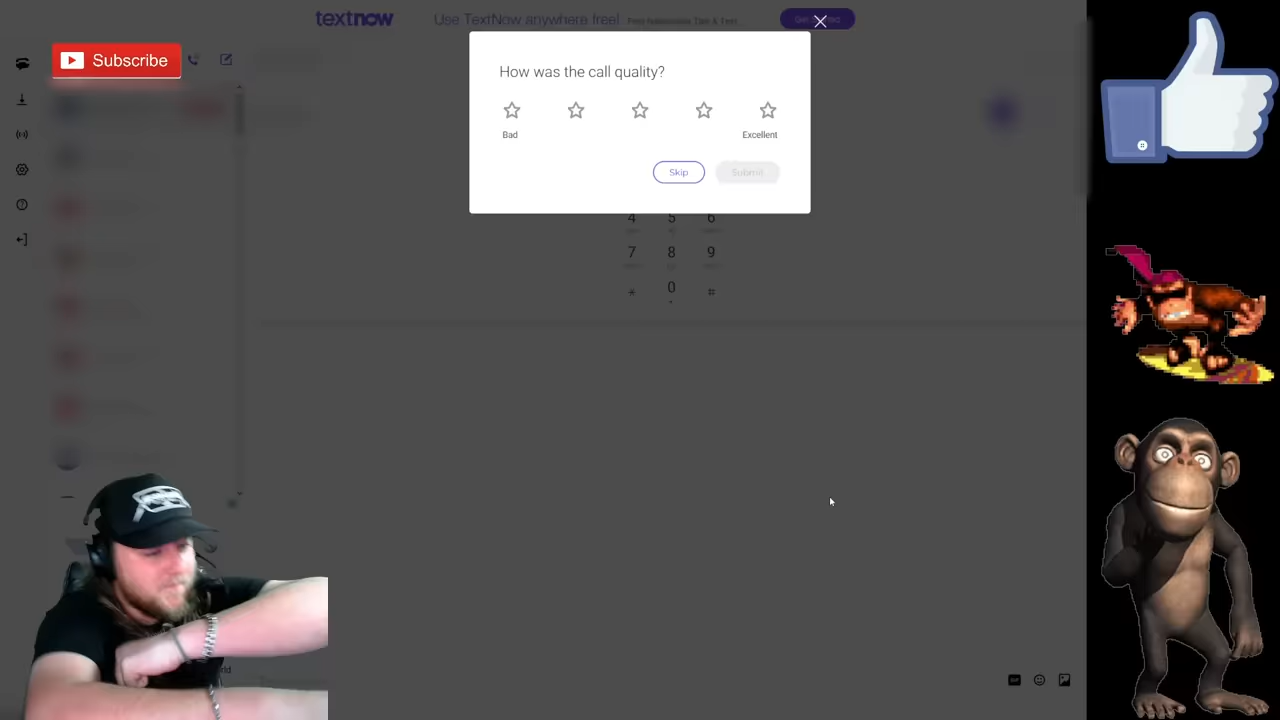 textnow
Use TextNow anywhere free!
Subscribe
How was the call quality?
Bad
Excellent
Skip
Submit
4 5 6
7 8 9
* 0 #